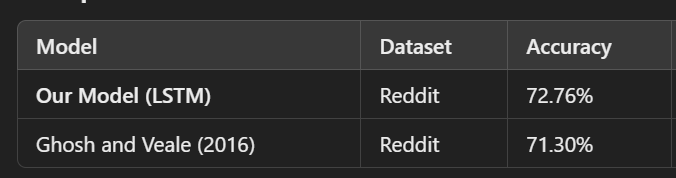 Model Dataset Accuracy
Our Model (LSTM) Reddit 72.76%
Ghosh and Veale (2016) Reddit 71.30%